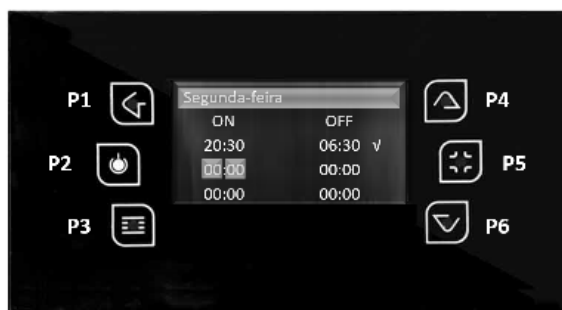 Segunda-feira
P1 P4
ON OFF
20:30 06:30 √
P2 P5
00:00 00:00
00:00 00:00
P3 P6